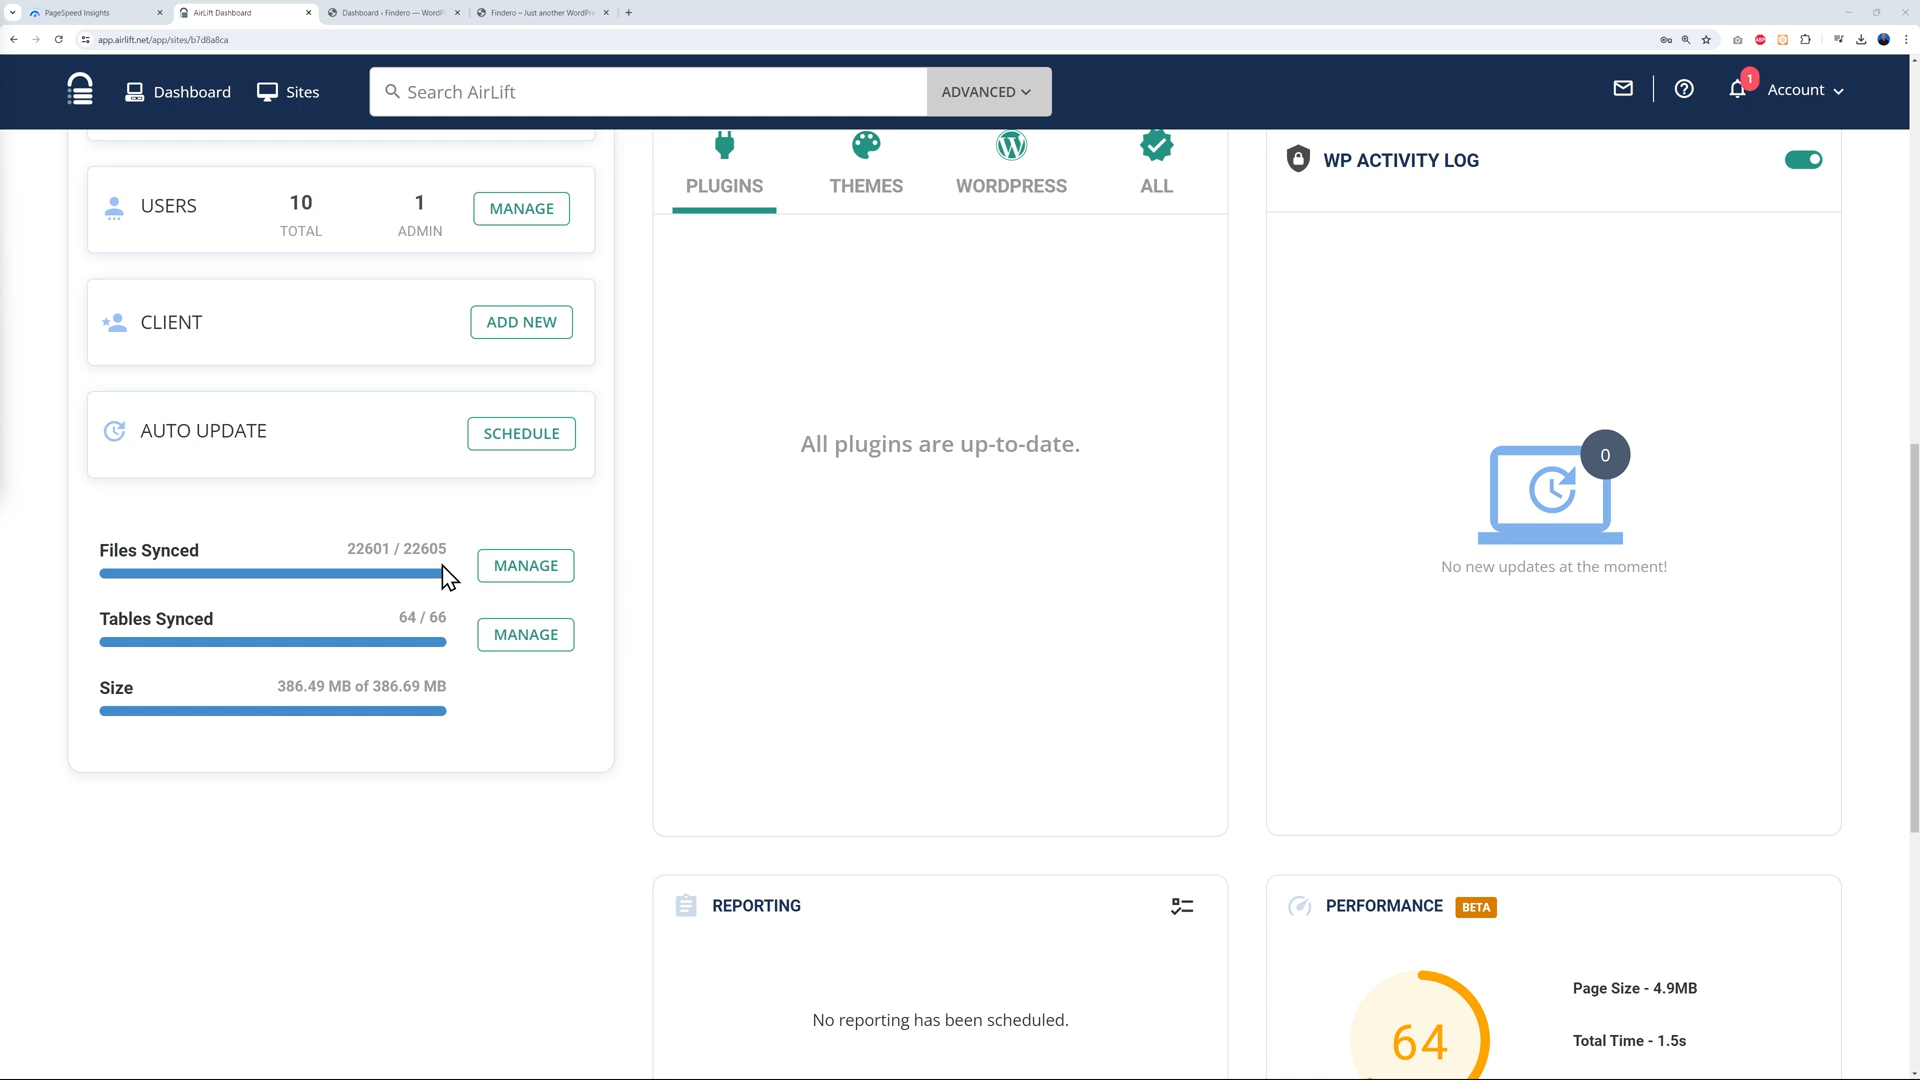 PageSpeed Insights
AirLift Dashboard
Dashboard ‹ Findero — WordP
Findero – Just another WordPre
app.airlift.net/app/sites/b7d8a8ca
ABP
Dashboard
Sites
Search AirLift
ADVANCED
1
Account
USERS
10
TOTAL
1
ADMIN
MANAGE
CLIENT
ADD NEW
AUTO UPDATE
SCHEDULE
Files Synced
22601 / 22605
MANAGE
Tables Synced
64 / 66
MANAGE
Size
386.49 MB of 386.69 MB
PLUGINS
THEMES
WORDPRESS
ALL
All plugins are up-to-date.
WP ACTIVITY LOG
0
No new updates at the moment!
REPORTING
No reporting has been scheduled.
PERFORMANCE
BETA
64
Page Size - 4.9MB
Total Time - 1.5s